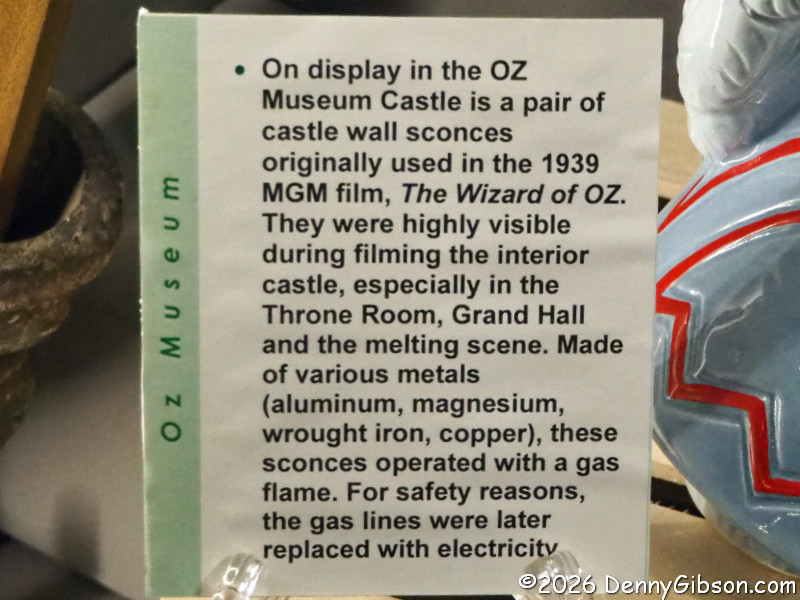 Oz Museum
• On display in the OZ
Museum Castle is a pair of
castle wall sconces
originally used in the 1939
MGM film, The Wizard of OZ.
They were highly visible
during filming the interior
castle, especially in the
Throne Room, Grand Hall
and the melting scene. Made
of various metals
(aluminum, magnesium,
wrought iron, copper), these
sconces operated with a gas
flame. For safety reasons,
the gas lines were later
replaced with electricity
©2026 DennyGibson.com